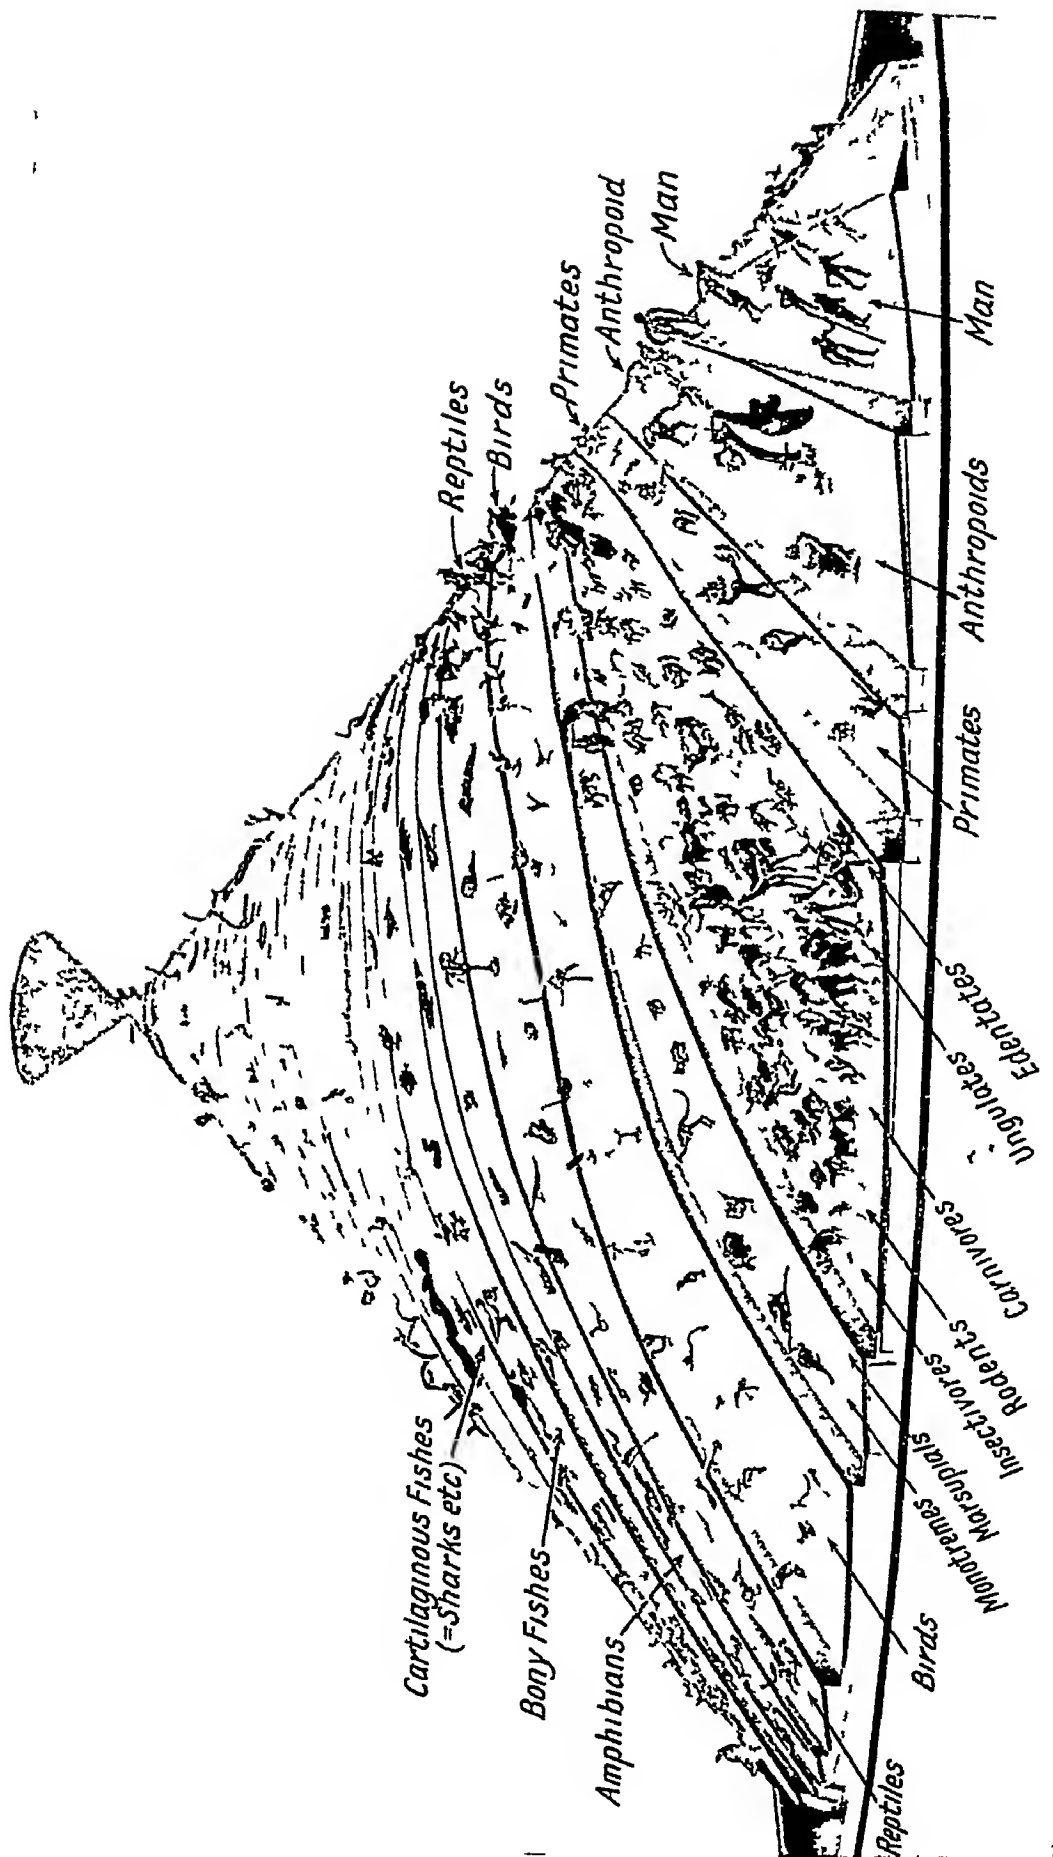 Cartilaginous Fishes
(=Sharks etc)
Bony Fishes
Amphibians
Reptiles
Birds
Primates
Anthropoid
Man
Reptiles
Birds
Monotremes
Marsupials
Insectivores
Rodents
Carnivores
Ungulates
Edentates
Primates
Anthropoids
Man